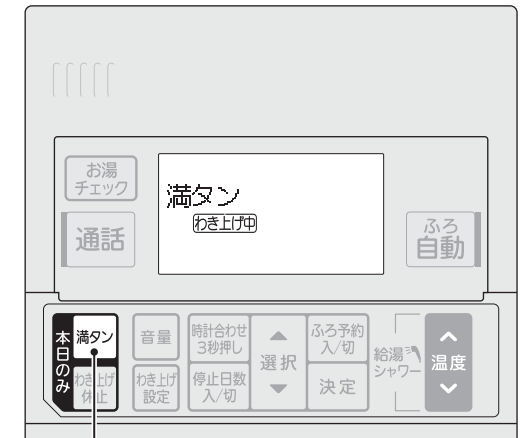 お湯
チェック
通話
満タン
わき上げ中
ふろ
自動
本日のみ
満タン
わき上げ
休止
音量
わき上げ
設定
時計合わせ
3秒押し
停止日数
入/切
選択
ふろ予約
入/切
決定
給湯
シャワー
温度